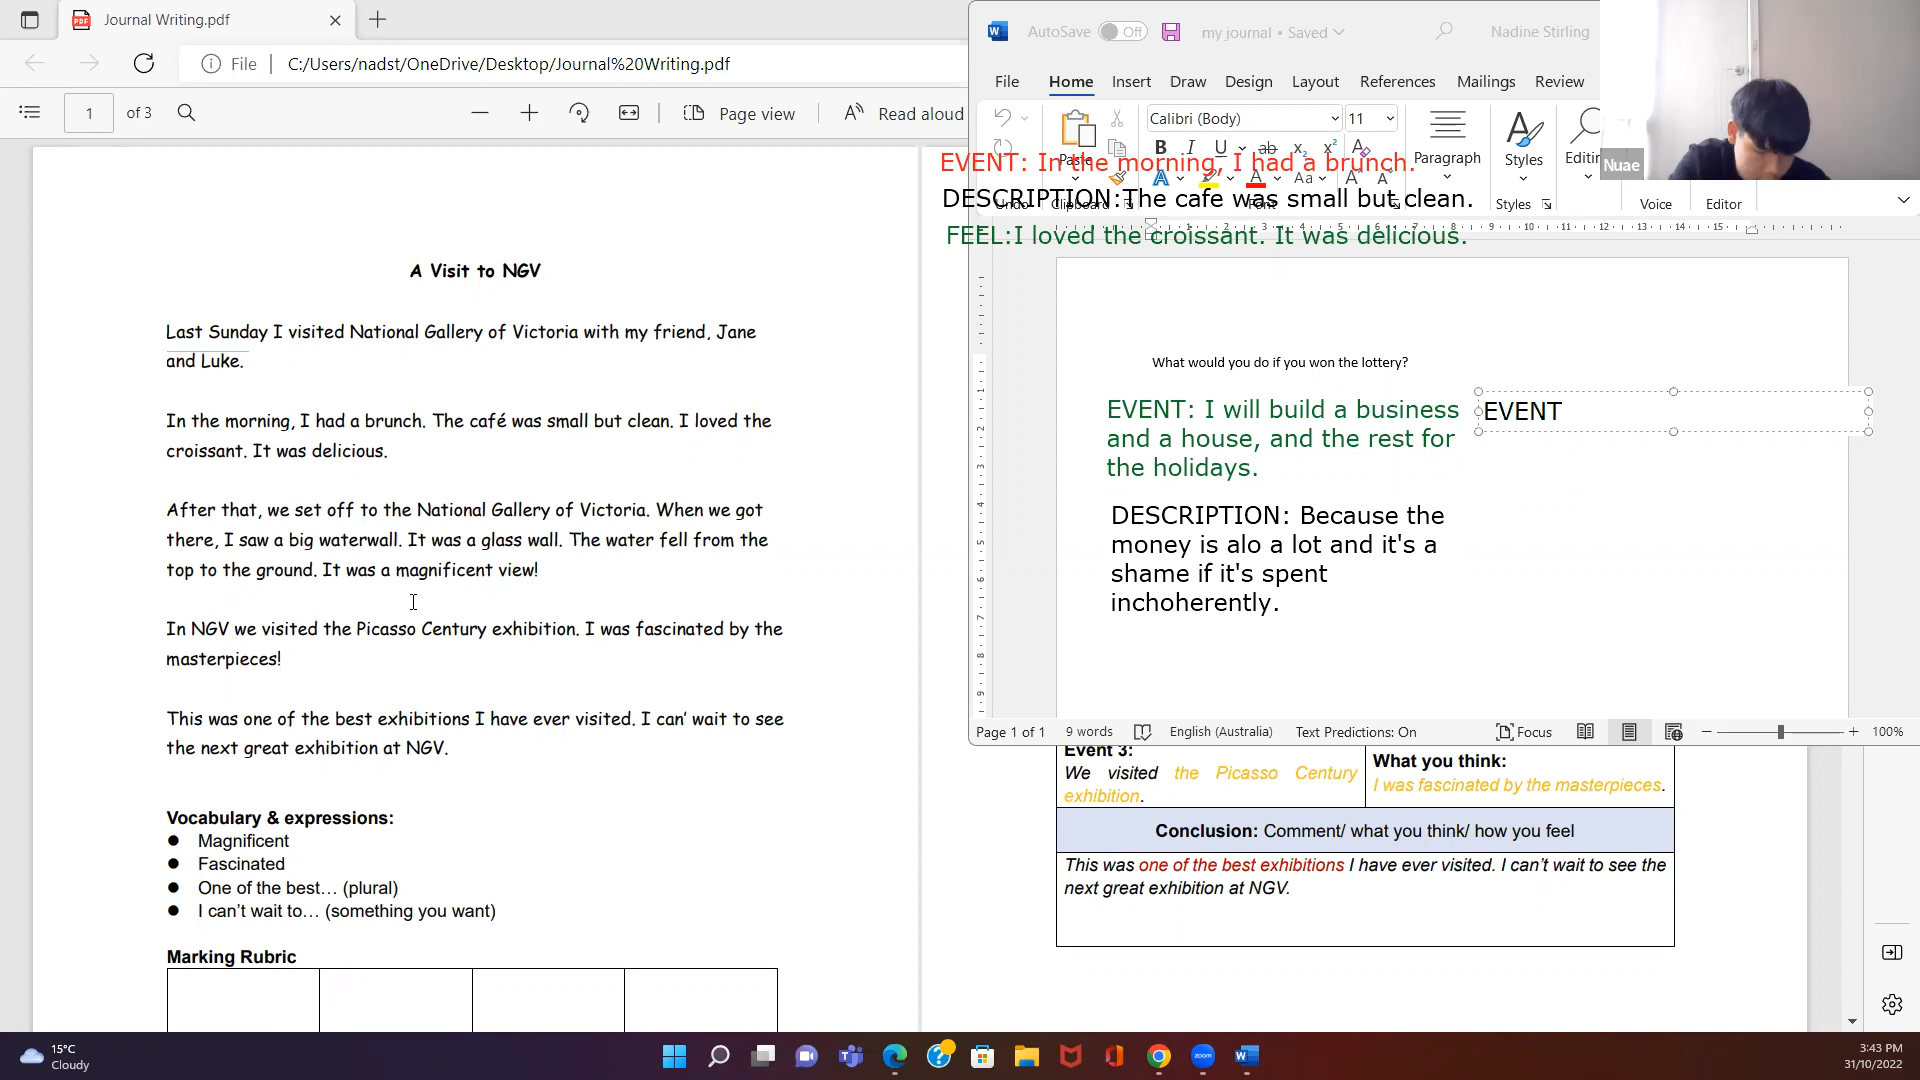 Journal Writing.pdf
File C:/Users/nadst/OneDrive/Desktop/Journal%20Writing.pdf
1 of 3 Page view Read aloud
A Visit to NGV
Last Sunday I visited National Gallery of Victoria with my friend, Jane
and Luke.
In the morning, I had a brunch. The café was small but clean. I loved the
croissant. It was delicious.
After that, we set off to the National Gallery of Victoria. When we got
there, I saw a big waterwall. It was a glass wall. The water fell from the
top to the ground. It was a magnificent view!
In NGV we visited the Picasso Century exhibition. I was fascinated by the
masterpieces!
This was one of the best exhibitions I have ever visited. I can' wait to see
the next great exhibition at NGV.
Vocabulary & expressions:
Magnificent
Fascinated
One of the best… (plural)
I can't wait to… (something you want)
Marking Rubric
AutoSave Off my journal • Saved Nadine Stirling
File Home Insert Draw Design Layout References Mailings Review
Calibri (Body) 11
Paste
Paragraph Styles Editing
Undo Clipboard Font Styles Voice Editor
Nuae
EVENT: In the morning, I had a brunch.
DESCRIPTION:The cafe was small but clean.
FEEL:I loved the croissant. It was delicious.
What would you do if you won the lottery?
EVENT: I will build a business
and a house, and the rest for
the holidays.
EVENT
DESCRIPTION: Because the
money is alo a lot and it's a
shame if it's spent
inchoherently.
Page 1 of 1 9 words English (Australia) Text Predictions: On Focus 100%
Event 3:
We visited the Picasso Century
exhibition.
What you think:
I was fascinated by the masterpieces.
Conclusion: Comment/ what you think/ how you feel
This was one of the best exhibitions I have ever visited. I can't wait to see the
next great exhibition at NGV.
15°C
Cloudy
3:43 PM
31/10/2022